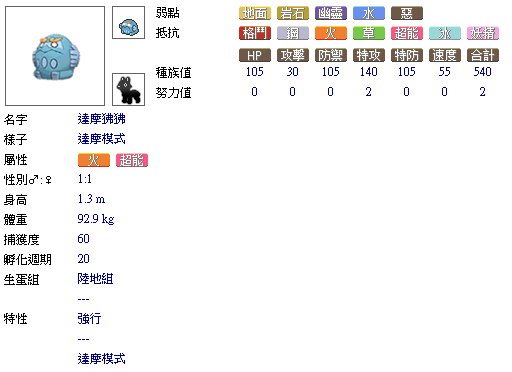 弱點 地面 岩石 幽靈 水 惡
抵抗 格鬥 鋼 火 草 超能 冰 妖精
HP 攻擊 防禦 特攻 特防 速度 合計
種族值 105 30 105 140 105 55 540
努力值 0 0 0 2 0 0 2
名字 達摩狒狒
樣子 達摩模式
屬性 火 超能
性別♂:♀ 1:1
身高 1.3 m
體重 92.9 kg
捕獲度 60
孵化週期 20
生蛋組 陸地組
---
特性 強行
---
達摩模式